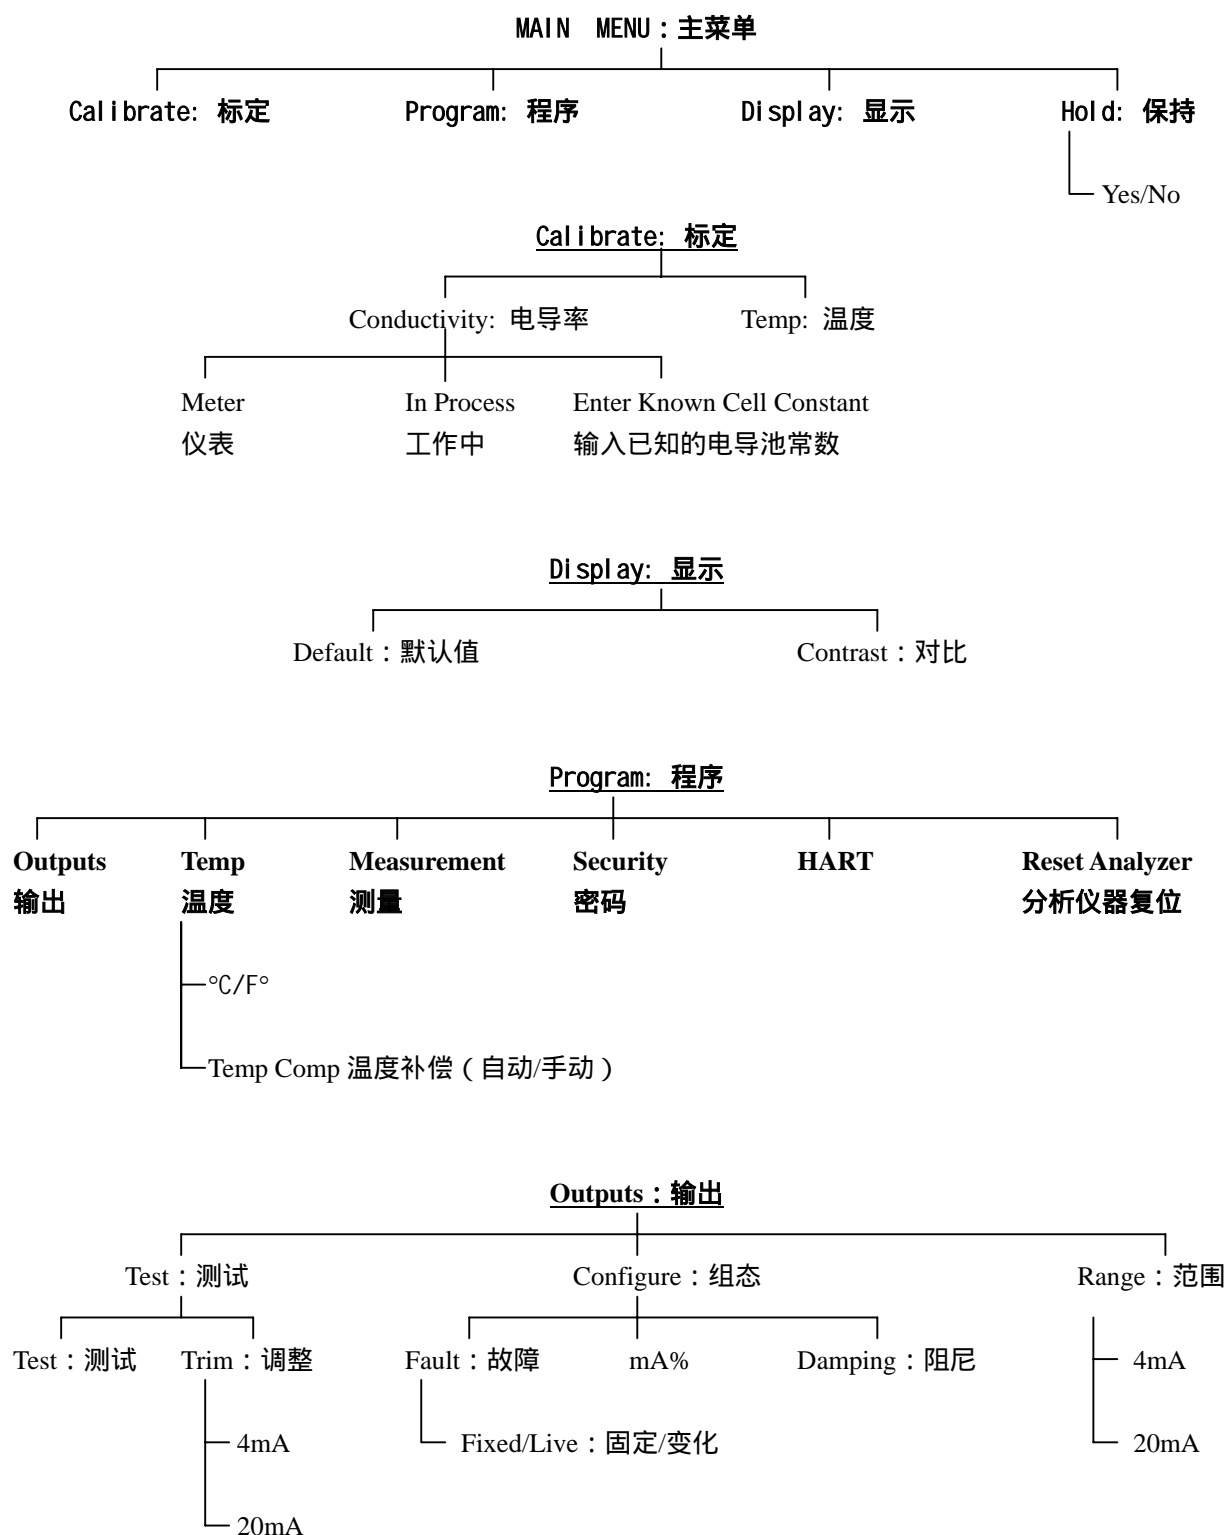 MAIN MENU：主菜单
Calibrate: 标定 Program: 程序 Display: 显示 Hold: 保持
Yes/No
Calibrate: 标定
Conductivity: 电导率 Temp: 温度
Meter In Process Enter Known Cell Constant
仪表 工作中 输入已知的电导池常数
Display: 显示
Default：默认值 Contrast：对比
Program: 程序
Outputs Temp Measurement Security HART Reset Analyzer
输出 温度 测量 密码 分析仪器复位
°C/F°
Temp Comp 温度补偿（自动/手动）
Outputs：输出
Test：测试 Configure：组态 Range：范围
Test：测试 Trim：调整 Fault：故障 mA% Damping：阻尼 4mA
4mA Fixed/Live：固定/变化 20mA
20mA